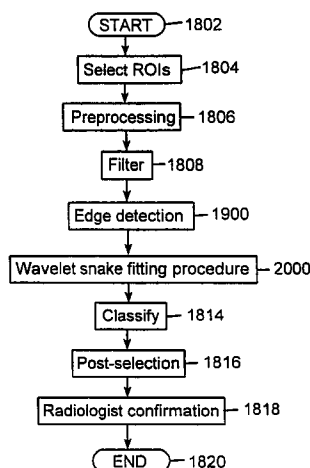 START 1802
Select ROIs 1804
Preprocessing 1806
Filter 1808
Edge detection 1900
Wavelet snake fitting procedure 2000
Classify 1814
Post-selection 1816
Radiologist confirmation 1818
END 1820